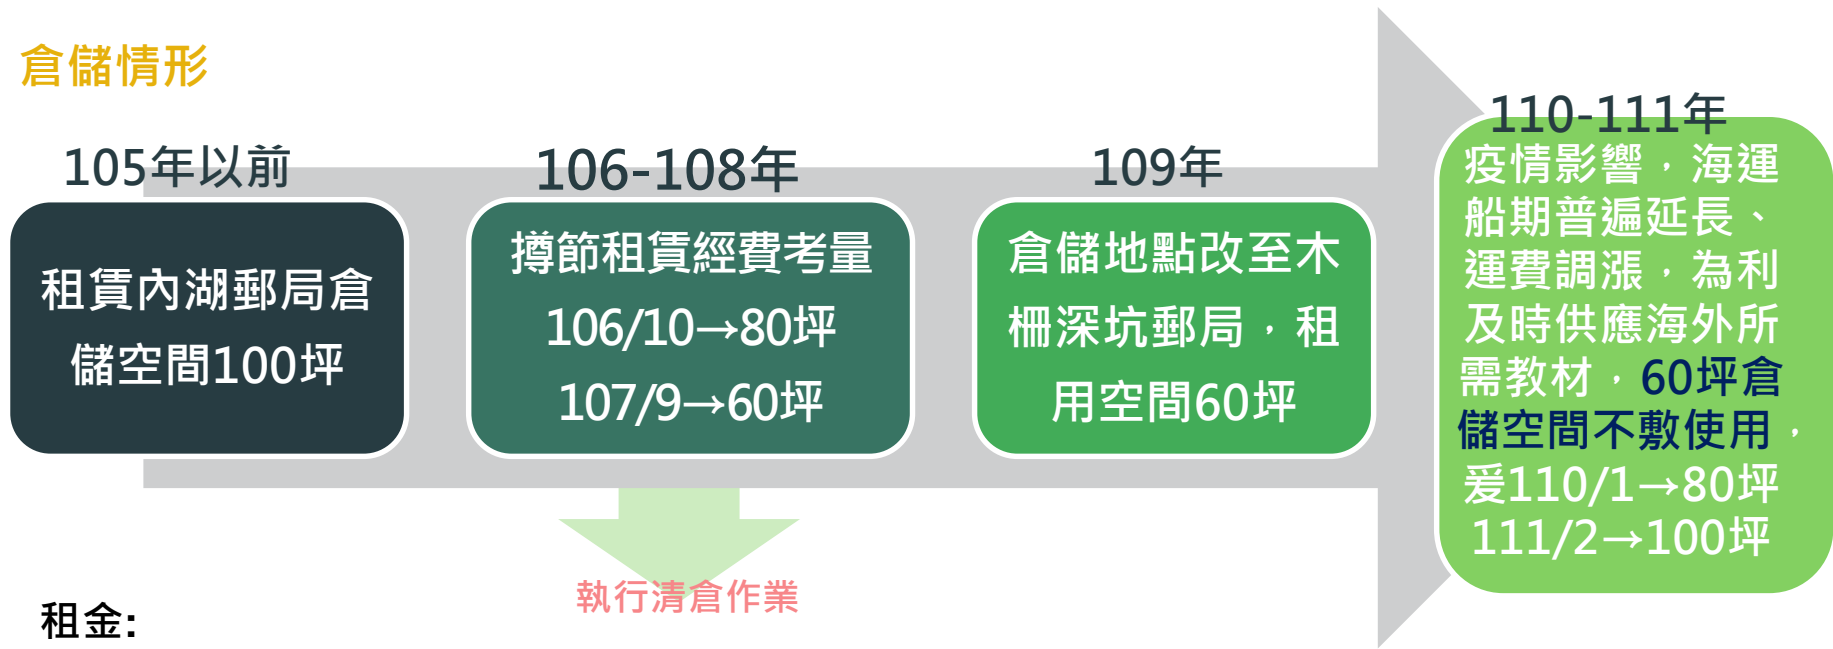 倉儲情形
105年以前
租賃內湖郵局倉
儲空間100坪
106-108年
撙節租賃經費考量
106/10→80坪
107/9→60坪
執行清倉作業
109年
倉儲地點改至木
柵深坑郵局，租
用空間60坪
110-111年
疫情影響，海運
船期普遍延長、
運費調漲，為利
及時供應海外所
需教材，60坪倉
儲空間不敷使用，
爰110/1→80坪
111/2→100坪
租金: